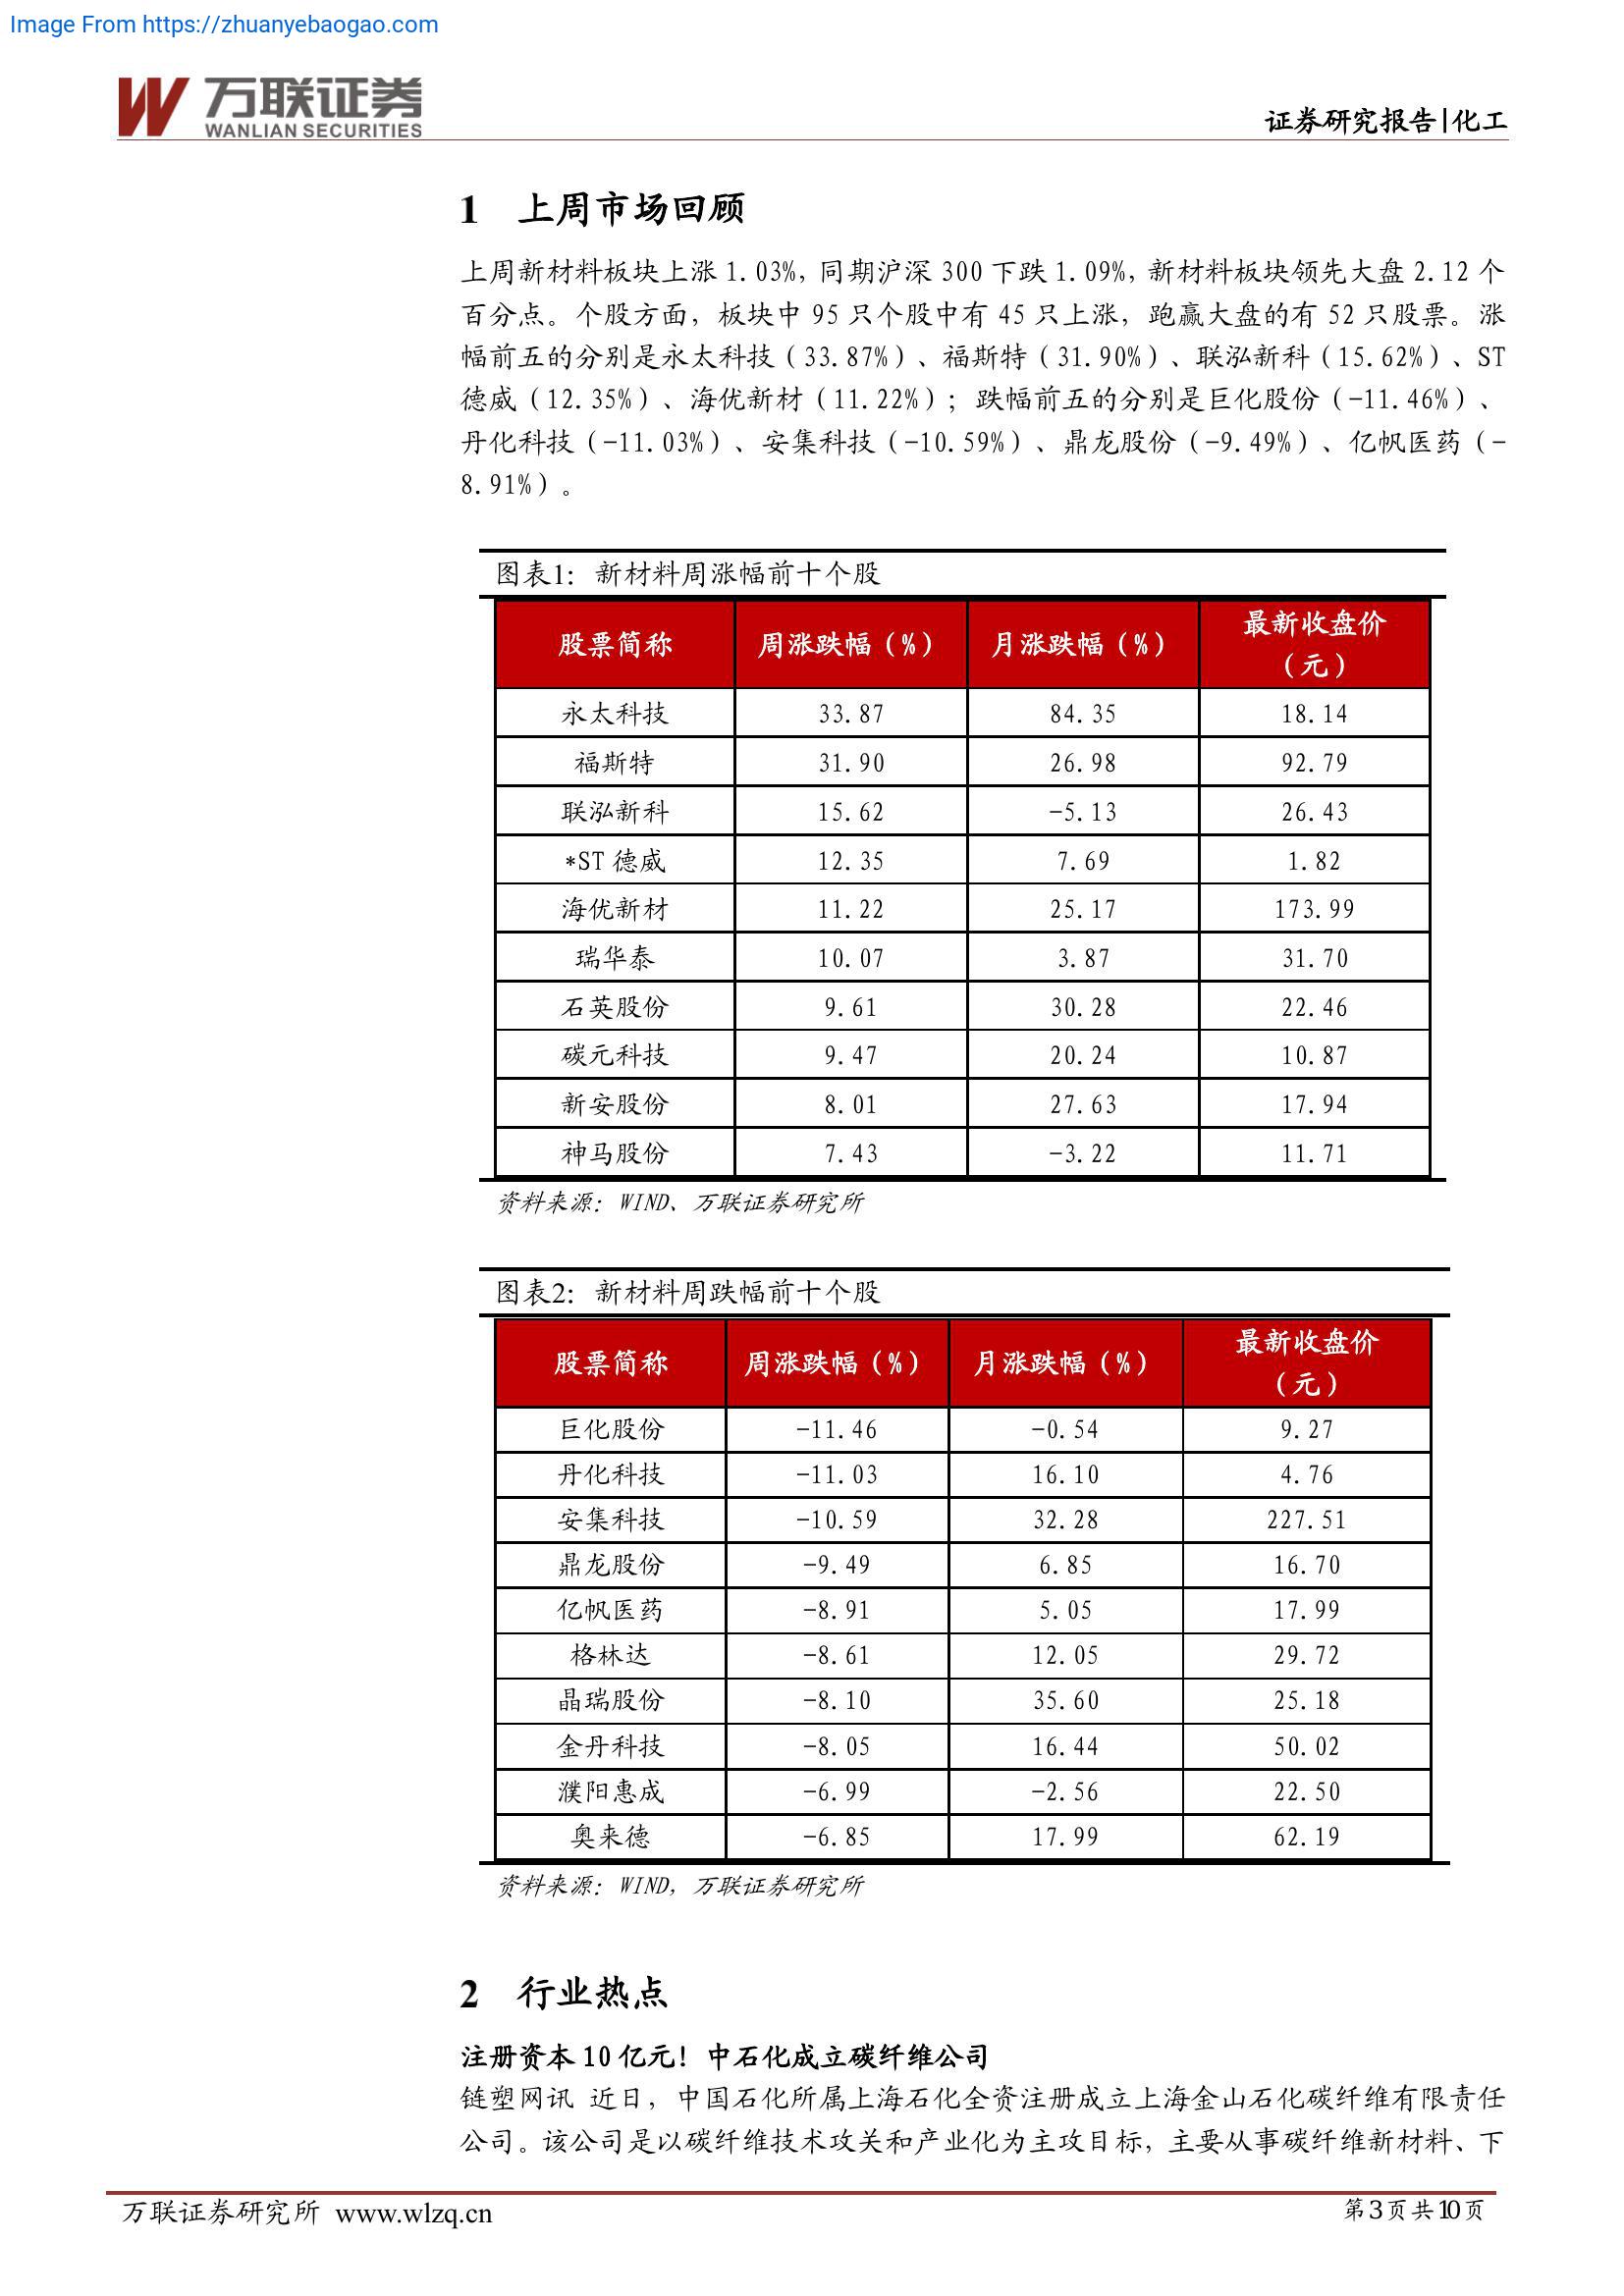 Image From https://zhuanyebaogao.com
万联证券
WANLIAN SECURITIES
证券研究报告|化工
1 上周市场回顾
上周新材料板块上涨 1.03%，同期沪深 300 下跌 1.09%，新材料板块领先大盘 2.12 个
百分点。个股方面，板块中 95 只个股中有 45 只上涨，跑赢大盘的有 52 只股票。涨
幅前五的分别是永太科技（33.87%）、福斯特（31.90%）、联泓新科（15.62%）、ST
德威（12.35%）、海优新材（11.22%）；跌幅前五的分别是巨化股份（-11.46%）、
丹化科技（-11.03%）、安集科技（-10.59%）、鼎龙股份（-9.49%）、亿帆医药（-
8.91%）。
图表1：新材料周涨幅前十个股
股票简称 周涨跌幅（%） 月涨跌幅（%） 最新收盘价
（元）
永太科技 33.87 84.35 18.14
福斯特 31.90 26.98 92.79
联泓新科 15.62 -5.13 26.43
*ST 德威 12.35 7.69 1.82
海优新材 11.22 25.17 173.99
瑞华泰 10.07 3.87 31.70
石英股份 9.61 30.28 22.46
碳元科技 9.47 20.24 10.87
新安股份 8.01 27.63 17.94
神马股份 7.43 -3.22 11.71
资料来源：WIND、万联证券研究所
图表2：新材料周跌幅前十个股
股票简称 周涨跌幅（%） 月涨跌幅（%） 最新收盘价
（元）
巨化股份 -11.46 -0.54 9.27
丹化科技 -11.03 16.10 4.76
安集科技 -10.59 32.28 227.51
鼎龙股份 -9.49 6.85 16.70
亿帆医药 -8.91 5.05 17.99
格林达 -8.61 12.05 29.72
晶瑞股份 -8.10 35.60 25.18
金丹科技 -8.05 16.44 50.02
濮阳惠成 -6.99 -2.56 22.50
奥来德 -6.85 17.99 62.19
资料来源：WIND，万联证券研究所
2 行业热点
注册资本 10 亿元！中石化成立碳纤维公司
链塑网讯 近日，中国石化所属上海石化全资注册成立上海金山石化碳纤维有限责任
公司。该公司是以碳纤维技术攻关和产业化为主攻目标，主要从事碳纤维新材料、下
万联证券研究所 www.wlzq.cn
第3页共10页